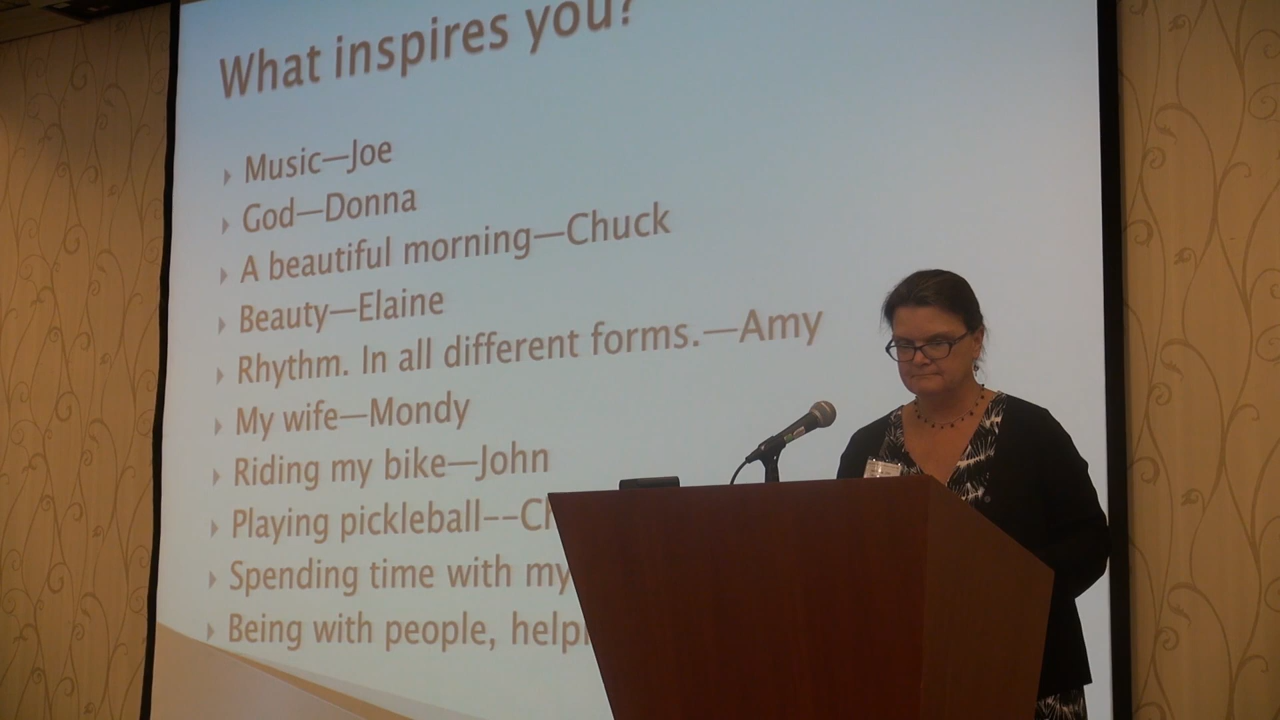 What inspires you?
Music—Joe
God—Donna
A beautiful morning—Chuck
Beauty—Elaine
Rhythm. In all different forms.—Amy
My wife—Mondy
Riding my bike—John
Playing pickleball--
Spending time with my
Being with people,